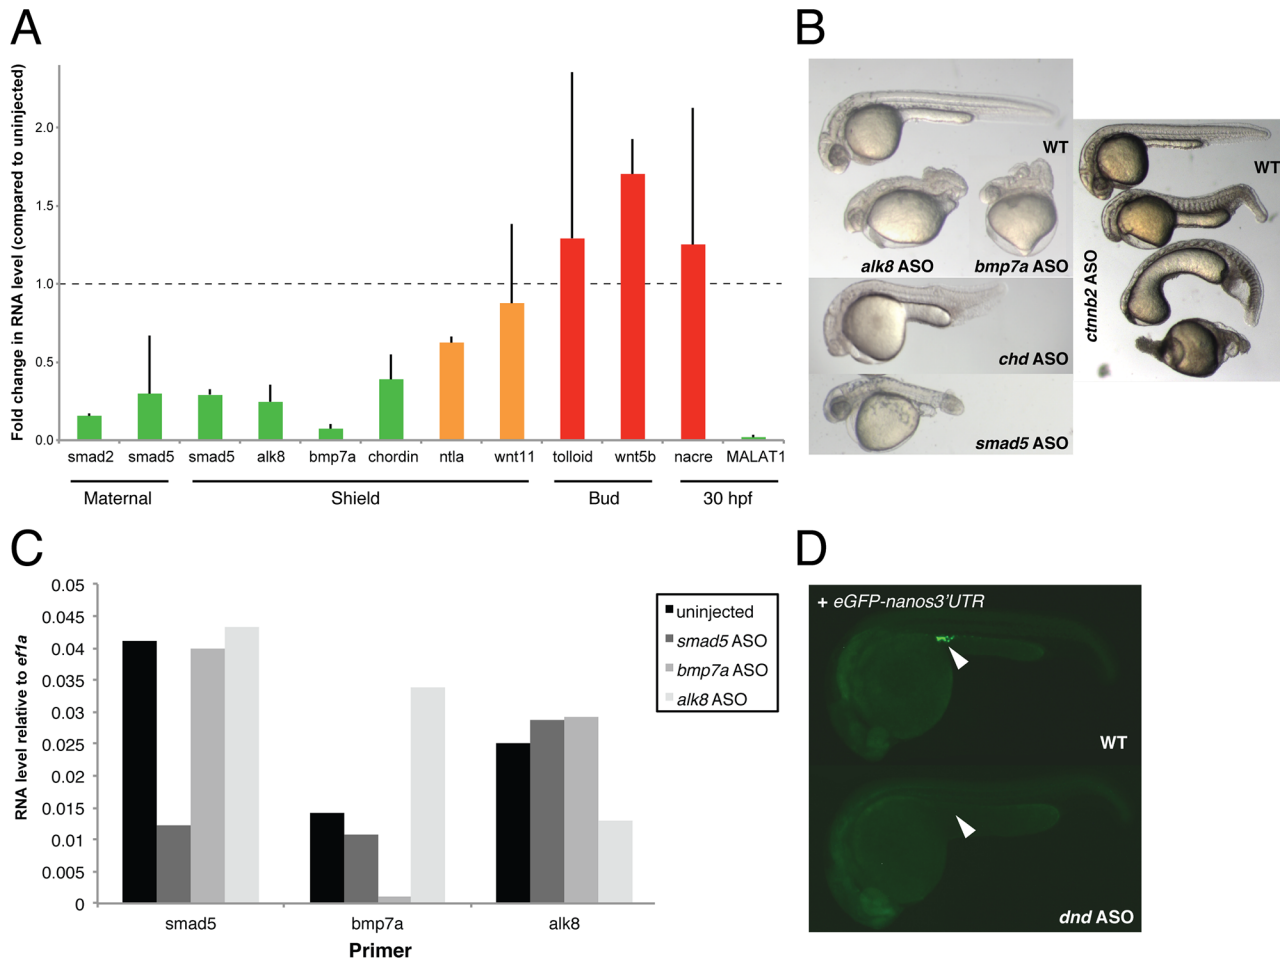 A
Fold change in RNA level (compared to uninjected)
2.0
1.5
1.0
0.5
0.0
smad2 smad5 smad5 alk8 bmp7a chordin ntla wnt11 tolloid wnt5b nacre MALAT1
Maternal Shield Bud 30 hpf
B
WT
alk8 ASO bmp7a ASO
chd ASO
smad5 ASO
WT
ctnnb2 ASO
C
RNA level relative to ef1a
0.05
0.045
0.04
0.035
0.03
0.025
0.02
0.015
0.01
0.005
0
smad5 bmp7a alk8
Primer
uninjected
smad5 ASO
bmp7a ASO
alk8 ASO
D
+ eGFP-nanos3'UTR
WT
dnd ASO